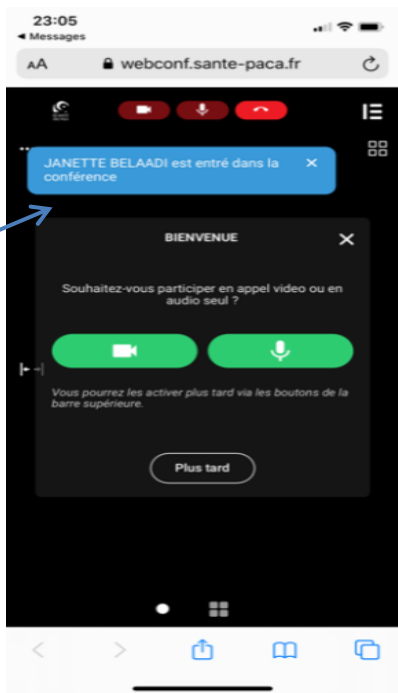 23:05
◀ Messages
AA webconf.sante-paca.fr
JANETTE BELAADI est entré dans la
conférence
BIENVENUE
Souhaitez-vous participer en appel video ou en
audio seul ?
Vous pourrez les activer plus tard via les boutons de la
barre supérieure.
Plus tard